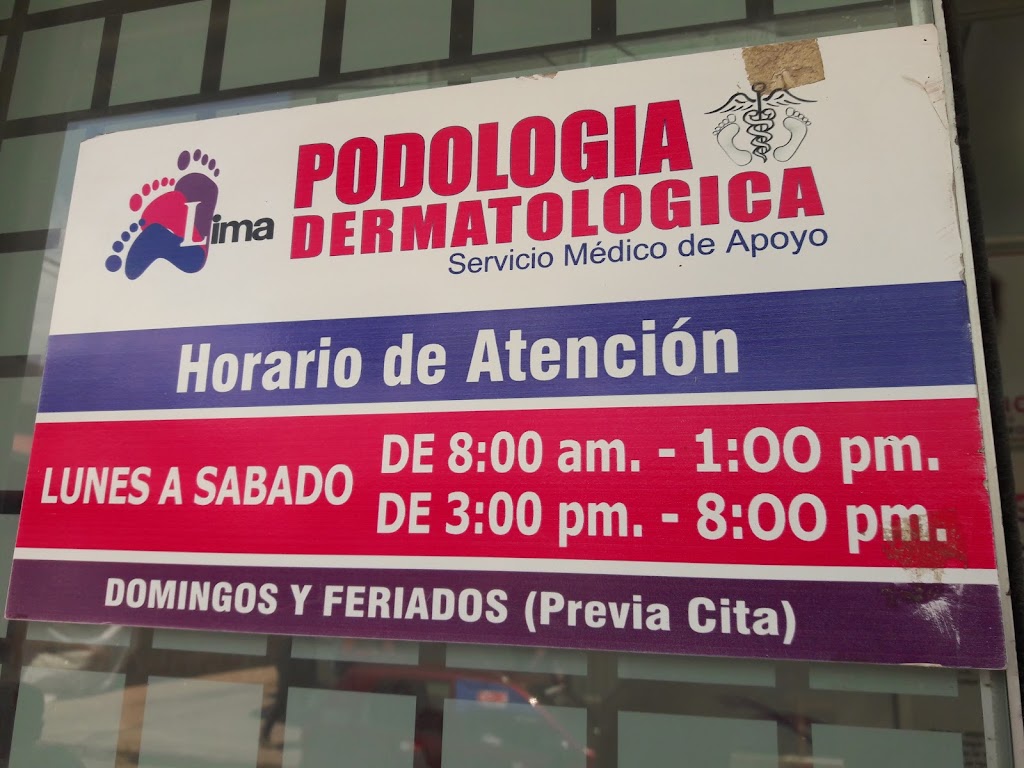 Lima
PODOLOGIA
DERMATOLOGICA
Servicio Médico de Apoyo
Horario de Atención
LUNES A SABADO
DE 8:00 am. - 1:00 pm.
DE 3:00 pm. - 8:00 pm.
DOMINGOS Y FERIADOS (Previa Cita)